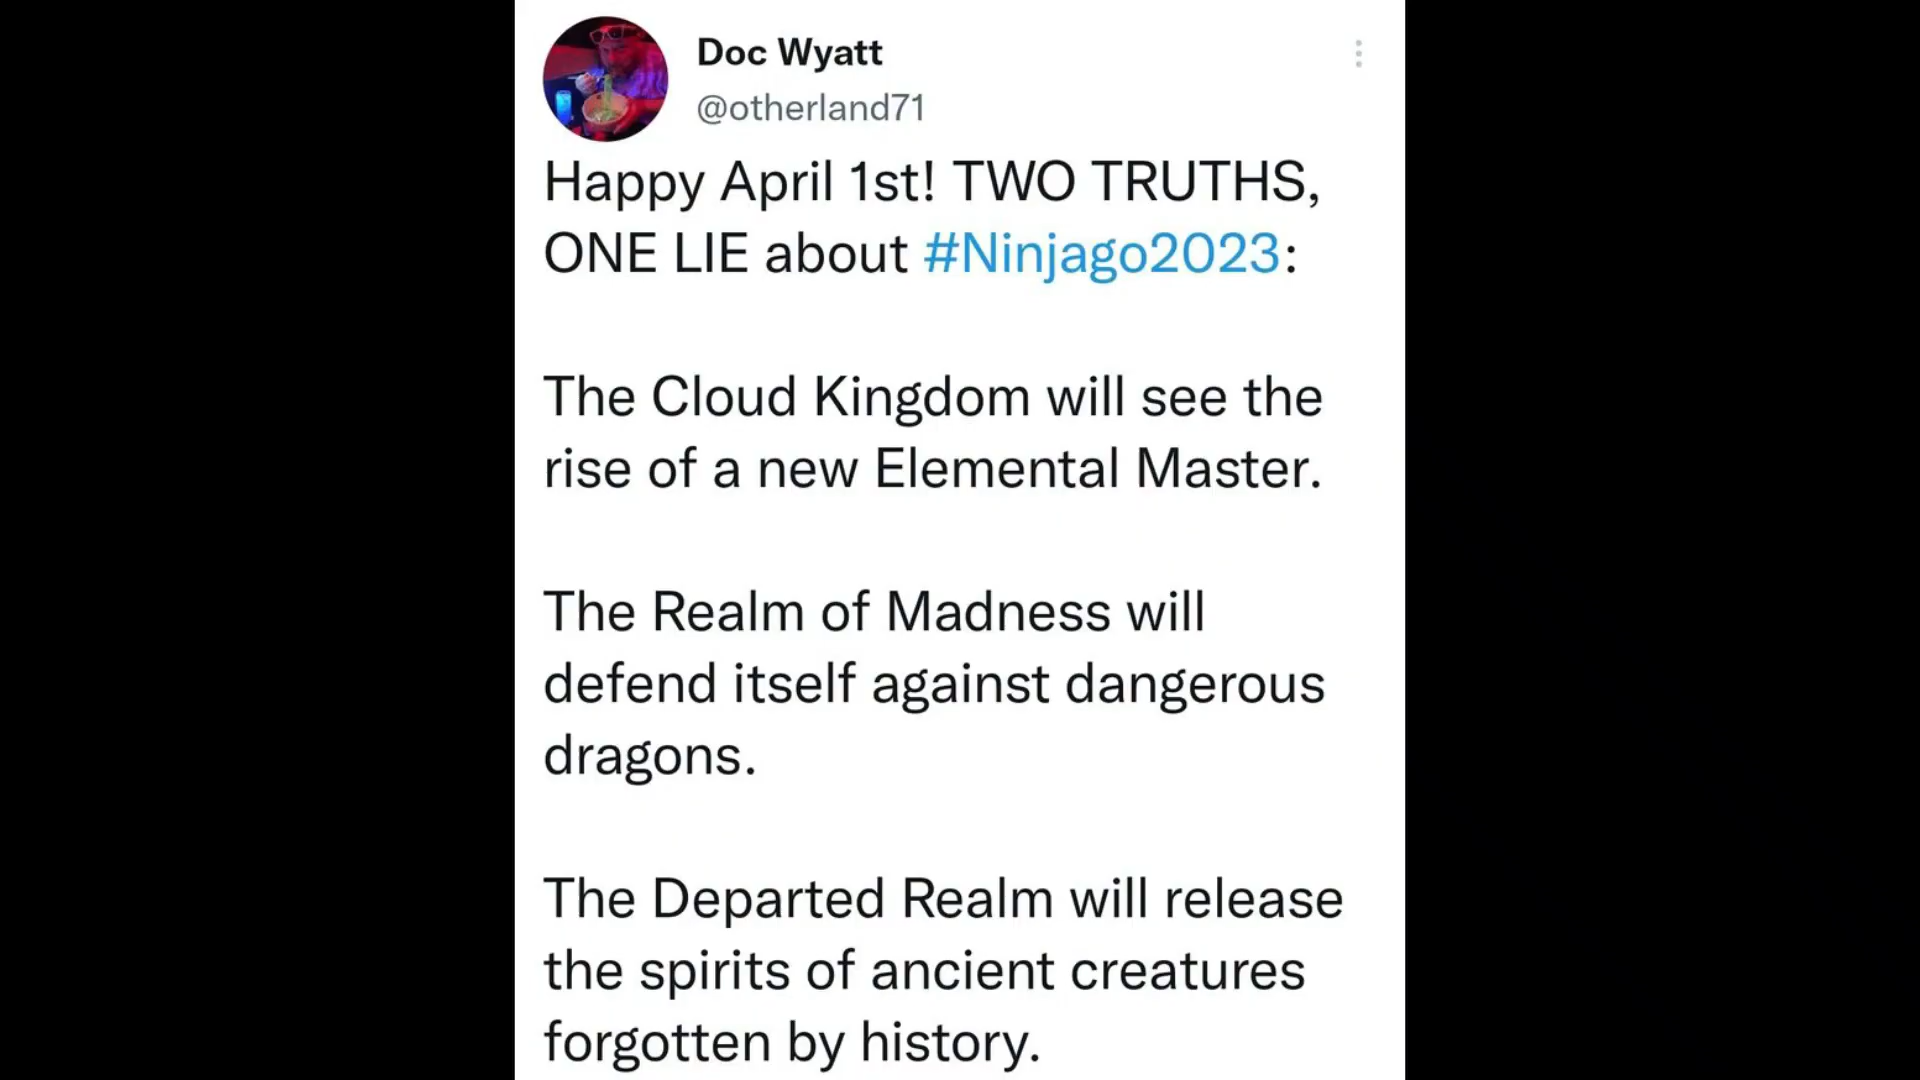 Doc Wyatt
@otherland71
Happy April 1st! TWO TRUTHS,
ONE LIE about #Ninjago2023:
The Cloud Kingdom will see the
rise of a new Elemental Master.
The Realm of Madness will
defend itself against dangerous
dragons.
The Departed Realm will release
the spirits of ancient creatures
forgotten by history.